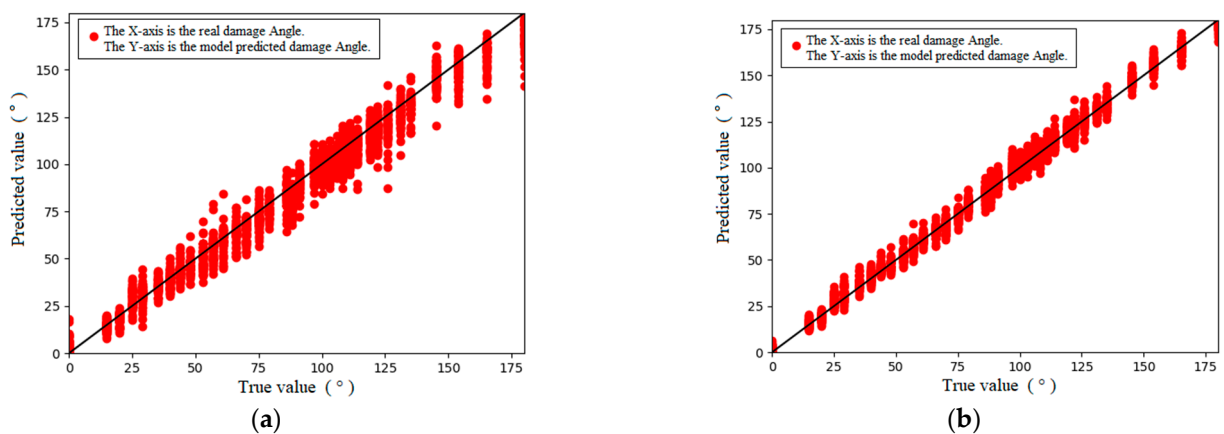 The X-axis is the real damage Angle.
The Y-axis is the model predicted damage Angle.
Predicted value ( ° )
175
150
125
100
75
50
25
0
0 25 50 75 100 125 150 175
True value ( ° )
(a)
The X-axis is the real damage Angle.
The Y-axis is the model predicted damage Angle.
Predicted value ( ° )
175
150
125
100
75
50
25
0
0 25 50 75 100 125 150 175
True value ( ° )
(b)